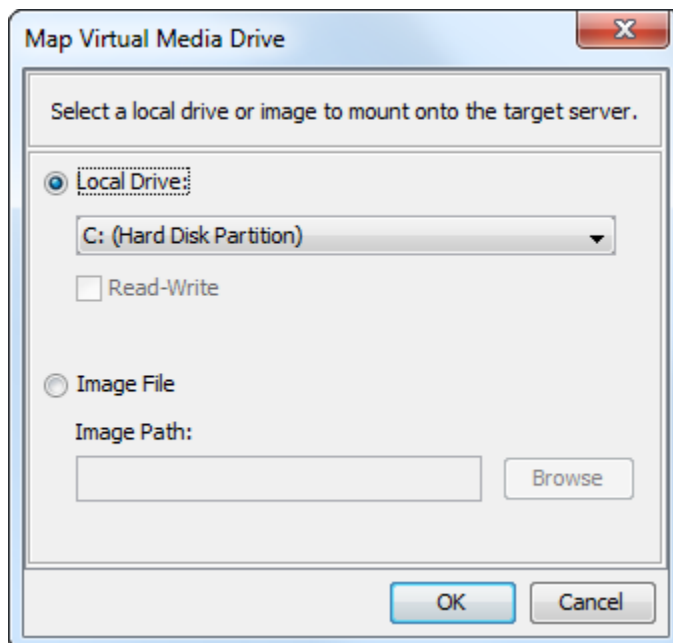 Map Virtual Media Drive
Select a local drive or image to mount onto the target server.
Local Drive:
C: (Hard Disk Partition)
Read-Write
Image File
Image Path:
Browse
OK Cancel